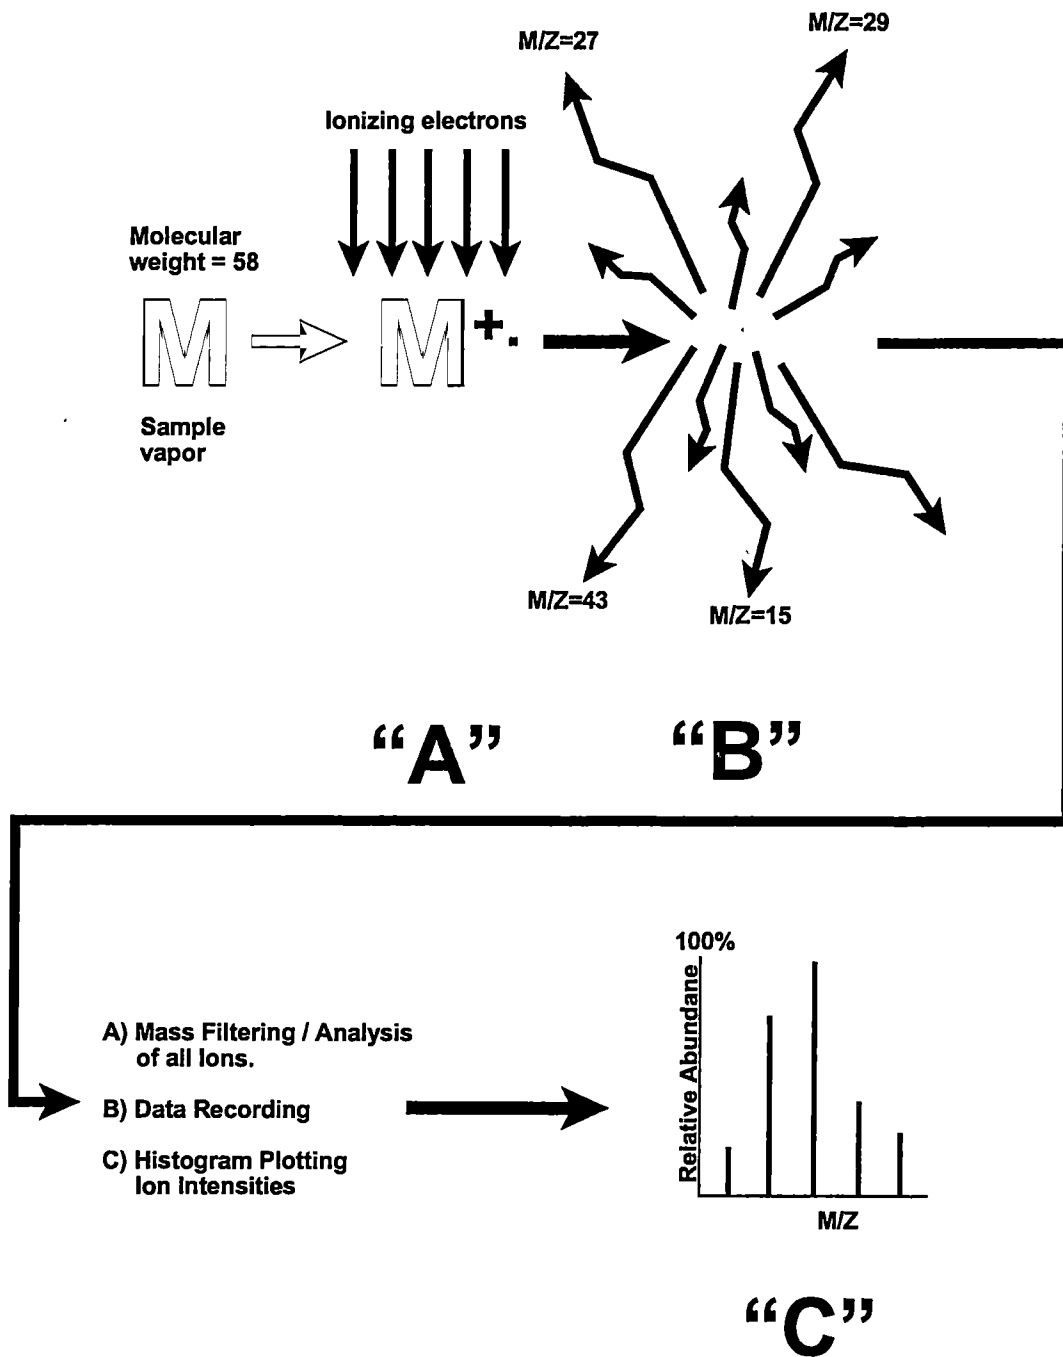 M/Z=27
M/Z=29
Ionizing electrons
Molecular
weight = 58
M
M+.
Sample
vapor
M/Z=43
M/Z=15
“A”
“B”
100%
Relative Abundane
A) Mass Filtering / Analysis
of all Ions.
B) Data Recording
C) Histogram Plotting
Ion Intensities
M/Z
“C”